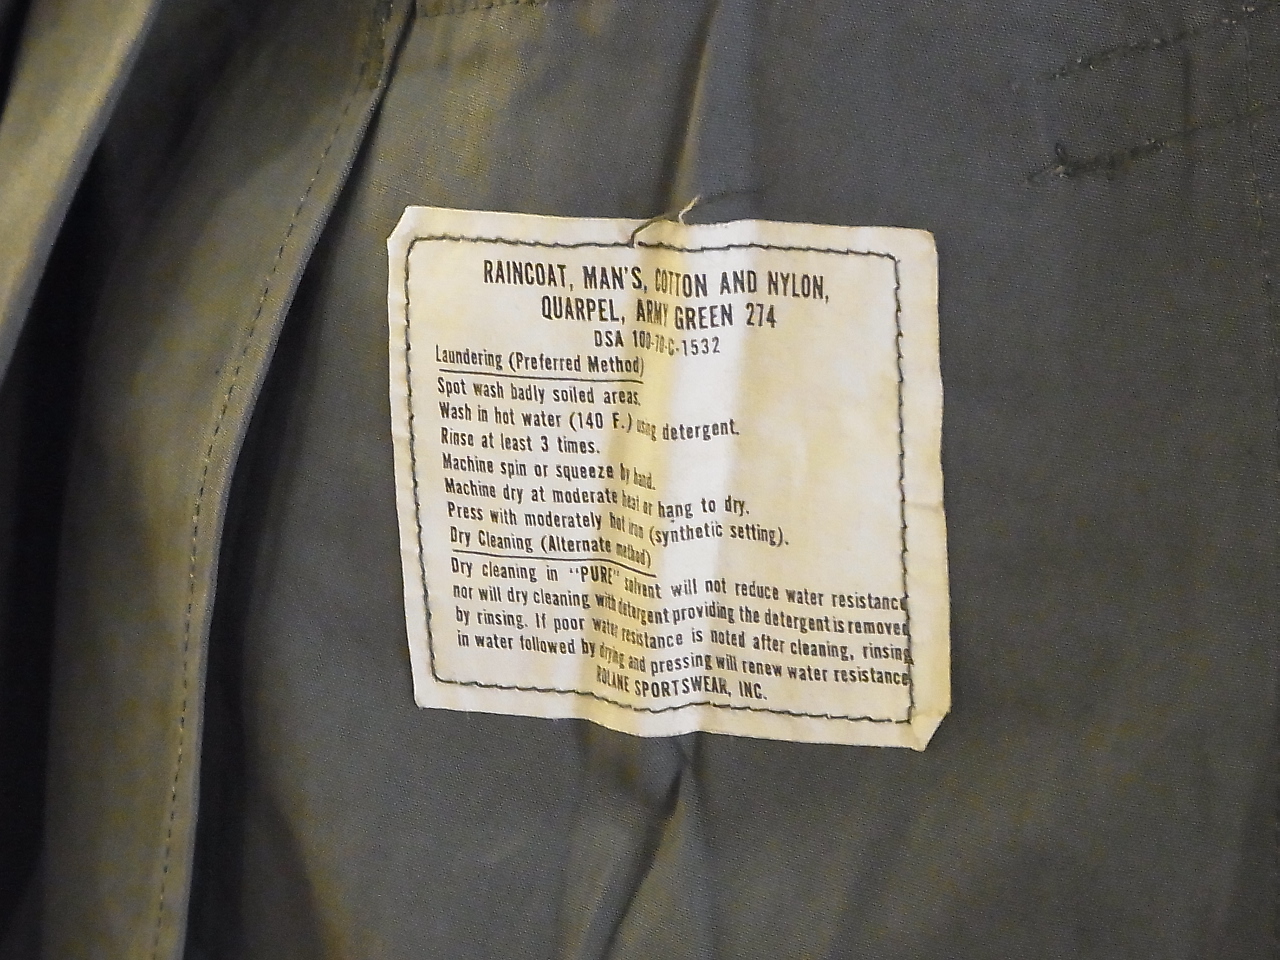 RAINCOAT, MAN'S, COTTON AND NYLON,
QUARPEL, ARMY GREEN 274
DSA 100-70-C-1532
Laundering (Preferred Method)
Spot wash badly soiled areas.
Wash in hot water (140 F.) using detergent.
Rinse at least 3 times.
Machine spin or squeeze by hand.
Machine dry at moderate heat or hang to dry.
Press with moderately hot iron (synthetic setting).
Dry Cleaning (Alternate method)
Dry cleaning in "PURE" solvent will not reduce water resistance
nor will dry cleaning with detergent providing the detergent is removed
by rinsing. If poor water resistance is noted after cleaning, rinsing
in water followed by drying and pressing will renew water resistance
ROLANE SPORTSWEAR, INC.